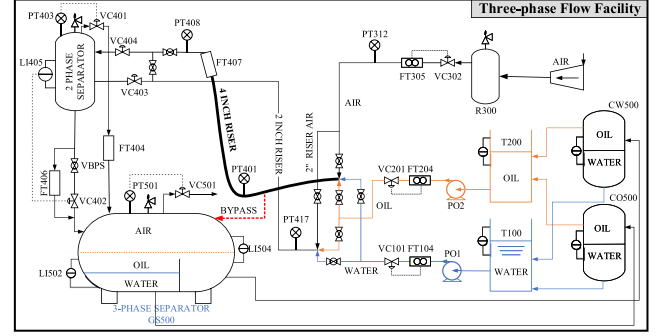 Three-phase Flow Facility
PT403
VC401
PT408
VC404
PT312
LI405
2 PHASE
SEPARATOR
FT407
FT305
VC302
AIR
R300
VC403
4 INCH RISER
2 INCH RISER
AIR
2" RISER AIR
CW500
OIL
WATER
T200
OIL
FT404
VBPS
FT406
VC402
PT501
VC501
PT401
BYPASS
PT417
VC201
FT204
OIL
PO2
CO500
OIL
WATER
T100
WATER
AIR
OIL
WATER
LI502
LI504
WATER
VC101
FT104
PO1
3-PHASE SEPARATOR
GS500